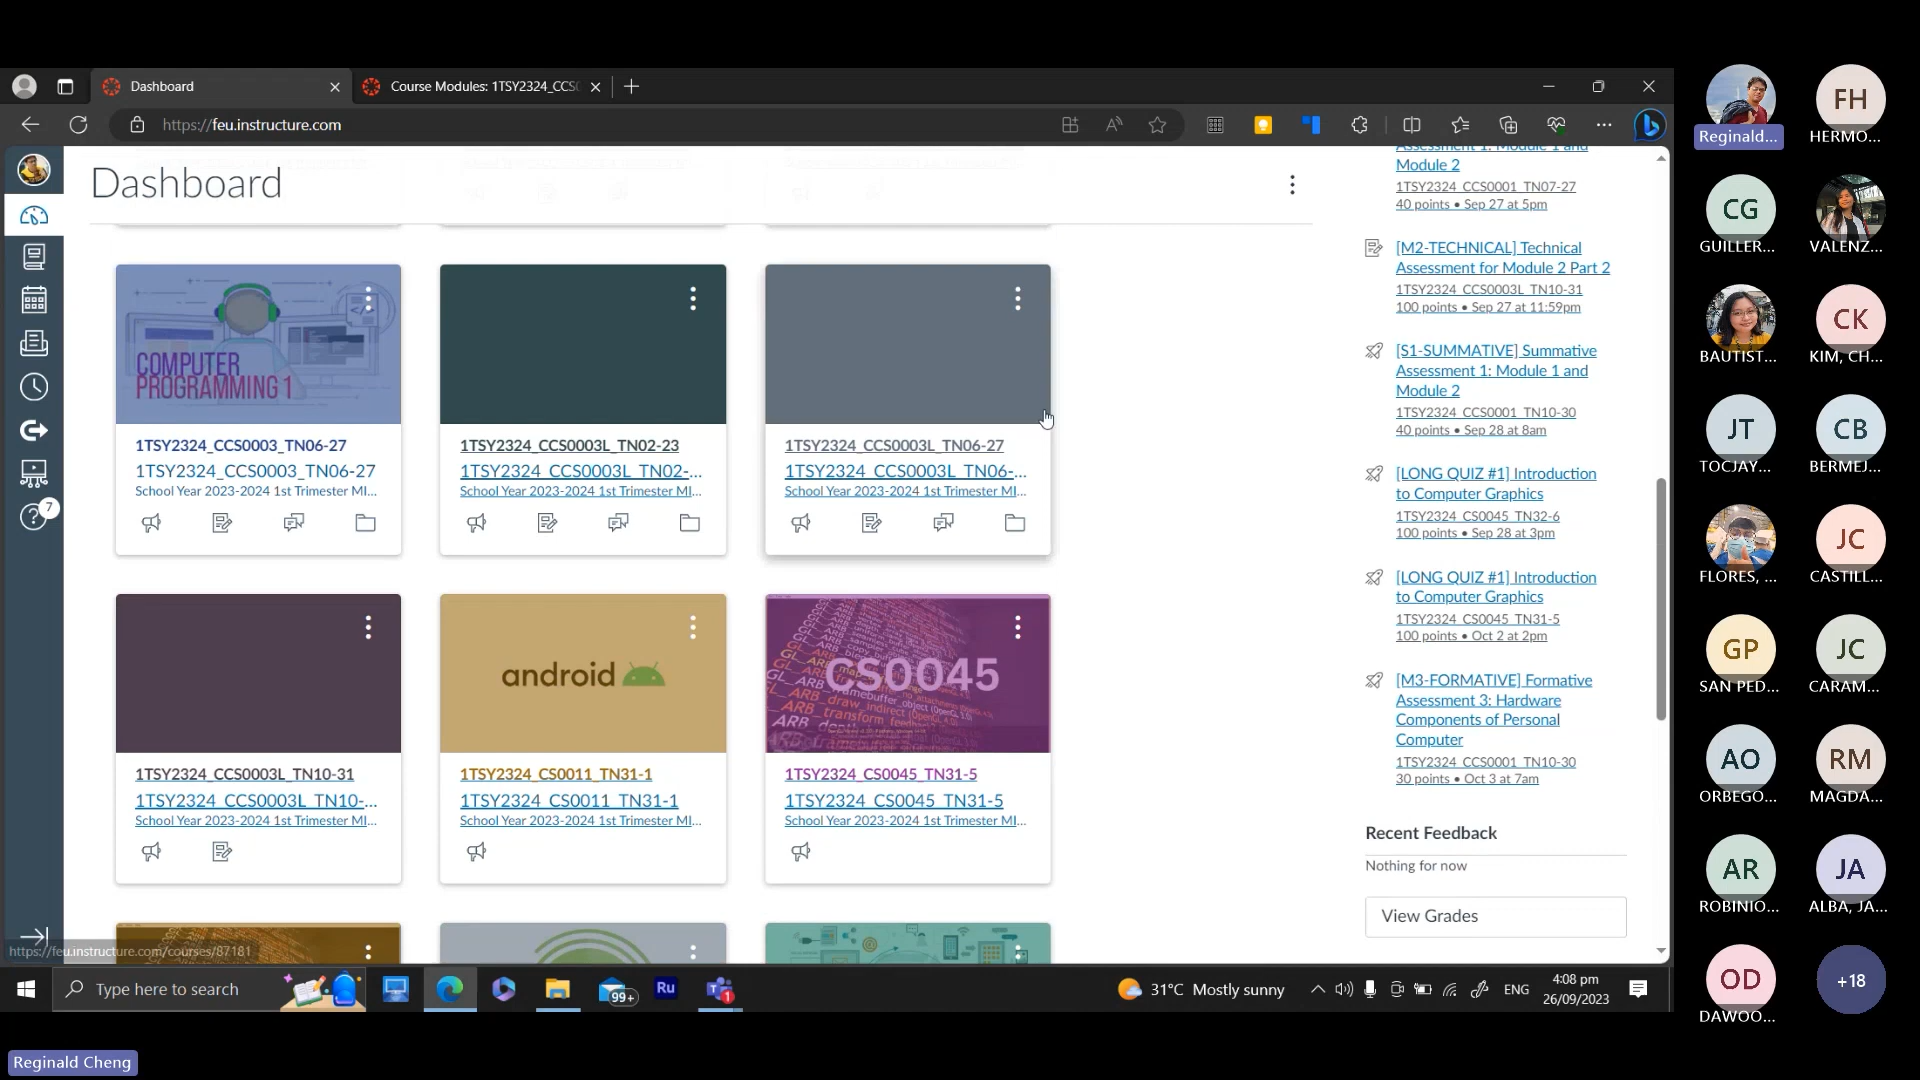 Dashboard
Course Modules: 1TSY2324_CCS0
https://feu.instructure.com
Dashboard
7
COMPUTER
PROGRAMMING 1
1TSY2324_CCS0003_TN06-27
1TSY2324_CCS0003_TN06-27
School Year 2023-2024 1st Trimester MI...
1TSY2324_CCS0003L_TN02-23
1TSY2324_CCS0003L_TN02-...
School Year 2023-2024 1st Trimester MI...
1TSY2324_CCS0003L_TN06-27
1TSY2324_CCS0003L_TN06-...
School Year 2023-2024 1st Trimester MI...
1TSY2324_CCS0003L_TN10-31
1TSY2324_CCS0003L_TN10-...
School Year 2023-2024 1st Trimester MI...
android
1TSY2324_CS0011_TN31-1
1TSY2324_CS0011_TN31-1
School Year 2023-2024 1st Trimester MI...
CS0045
1TSY2324_CS0045_TN31-5
1TSY2324_CS0045_TN31-5
School Year 2023-2024 1st Trimester MI...
https://feu.instructure.com/courses/87181
Assessment 1: Module 1 and
Module 2
1TSY2324_CCS0001_TN07-27
40 points • Sep 27 at 5pm
[M2-TECHNICAL] Technical
Assessment for Module 2 Part 2
1TSY2324_CCS0003L_TN10-31
100 points • Sep 27 at 11:59pm
[S1-SUMMATIVE] Summative
Assessment 1: Module 1 and
Module 2
1TSY2324_CCS0001_TN10-30
40 points • Sep 28 at 8am
[LONG QUIZ #1] Introduction
to Computer Graphics
1TSY2324_CS0045_TN32-6
100 points • Sep 28 at 3pm
[LONG QUIZ #1] Introduction
to Computer Graphics
1TSY2324_CS0045_TN31-5
100 points • Oct 2 at 2pm
[M3-FORMATIVE] Formative
Assessment 3: Hardware
Components of Personal
Computer
1TSY2324_CCS0001_TN10-30
30 points • Oct 3 at 7am
Recent Feedback
Nothing for now
View Grades
Type here to search
99+
Ru
1
31°C Mostly sunny
ENG
4:08 pm
26/09/2023
Reginald Cheng
Reginald...
FH
HERMO...
CG
GUILLER...
VALENZ...
BAUTIST...
CK
KIM, CH...
JT
TOCJAY...
CB
BERMEJ...
FLORES, ...
JC
CASTILL...
GP
SAN PED...
JC
CARAM...
AO
ORBEGO...
RM
MAGDA...
AR
ROBINIO...
JA
ALBA, JA...
OD
DAWOO...
+18